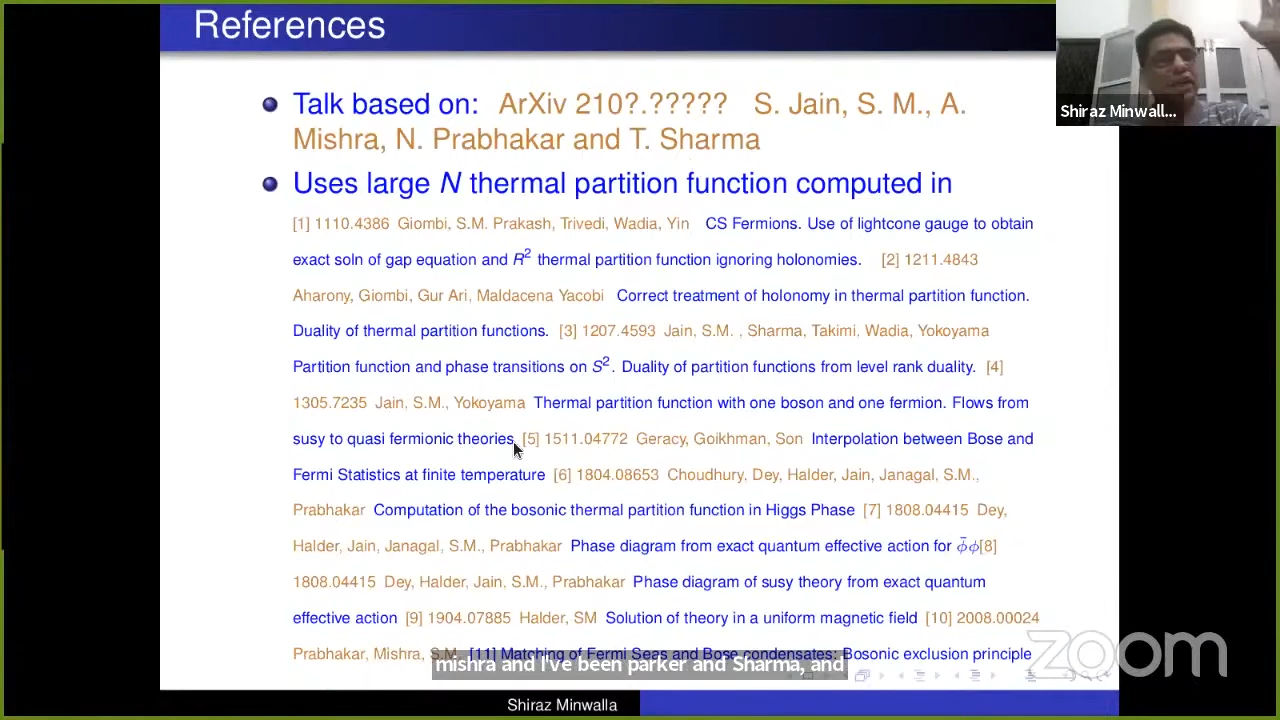 References
Talk based on: ArXiv 210?.????? S. Jain, S. M., A.
Mishra, N. Prabhakar and T. Sharma
Uses large N thermal partition function computed in
[1] 1110.4386 Giombi, S.M. Prakash, Trivedi, Wadia, Yin CS Fermions. Use of lightcone gauge to obtain
exact soln of gap equation and R² thermal partition function ignoring holonomies. [2] 1211.4843
Aharony, Giombi, Gur Ari, Maldacena Yacobi Correct treatment of holonomy in thermal partition function.
Duality of thermal partition functions. [3] 1207.4593 Jain, S.M. , Sharma, Takimi, Wadia, Yokoyama
Partition function and phase transitions on S². Duality of partition functions from level rank duality. [4]
1305.7235 Jain, S.M., Yokoyama Thermal partition function with one boson and one fermion. Flows from
susy to quasi fermionic theories. [5] 1511.04772 Geracy, Goikhman, Son Interpolation between Bose and
Fermi Statistics at finite temperature [6] 1804.08653 Choudhury, Dey, Halder, Jain, Janagal, S.M.,
Prabhakar Computation of the bosonic thermal partition function in Higgs Phase [7] 1808.04415 Dey,
Halder, Jain, Janagal, S.M., Prabhakar Phase diagram from exact quantum effective action for φ̄φ[8]
1808.04415 Dey, Halder, Jain, S.M., Prabhakar Phase diagram of susy theory from exact quantum
effective action [9] 1904.07885 Halder, SM Solution of theory in a uniform magnetic field [10] 2008.00024
Prabhakar, Mishra, S.M. [11] Matching of Fermi Seas and Bose condensates: Bosonic exclusion principle
mishra and I've been parker and Sharma, and
Shiraz Minwalla
Shiraz Minwall...
zoom